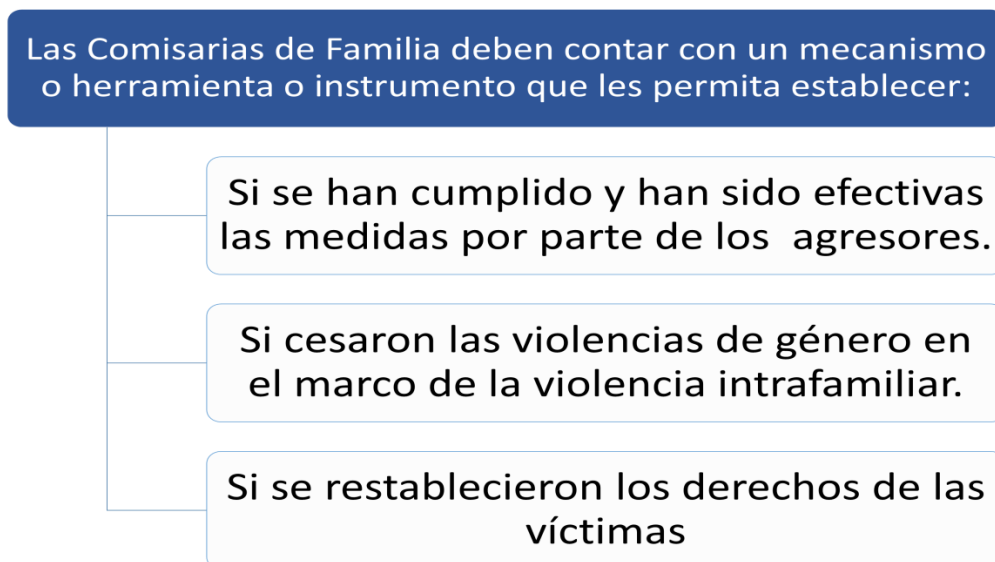 Las Comisarias de Familia deben contar con un mecanismo
o herramienta o instrumento que les permita establecer:
Si se han cumplido y han sido efectivas
las medidas por parte de los  agresores.
Si cesaron las violencias de género en
el marco de la violencia intrafamiliar.
Si se restablecieron los derechos de las
víctimas